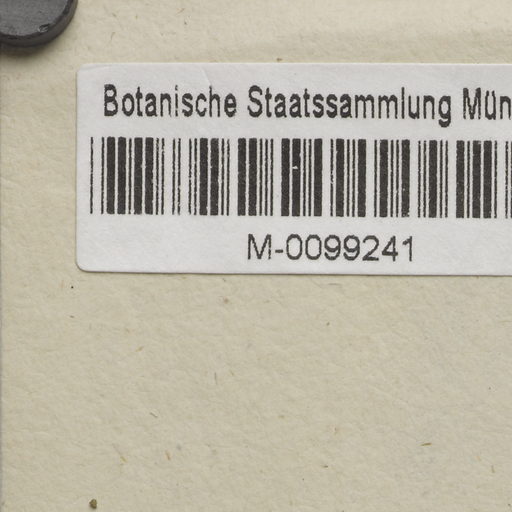 Botanische Staatssammlung Mün
M-0099241